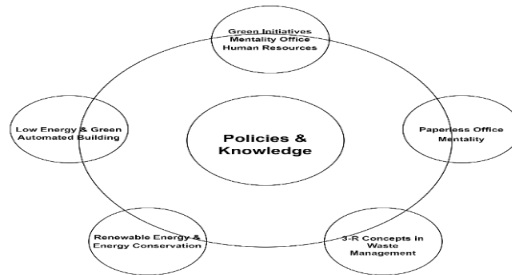 Green Initiatives
Mentality Office
Human Resources
Low Energy & Green
Automated Building
Policies &
Knowledge
Paperless Office
Mentality
Renewable Energy &
Energy Conservation
3-R Concepts in
Waste
Management